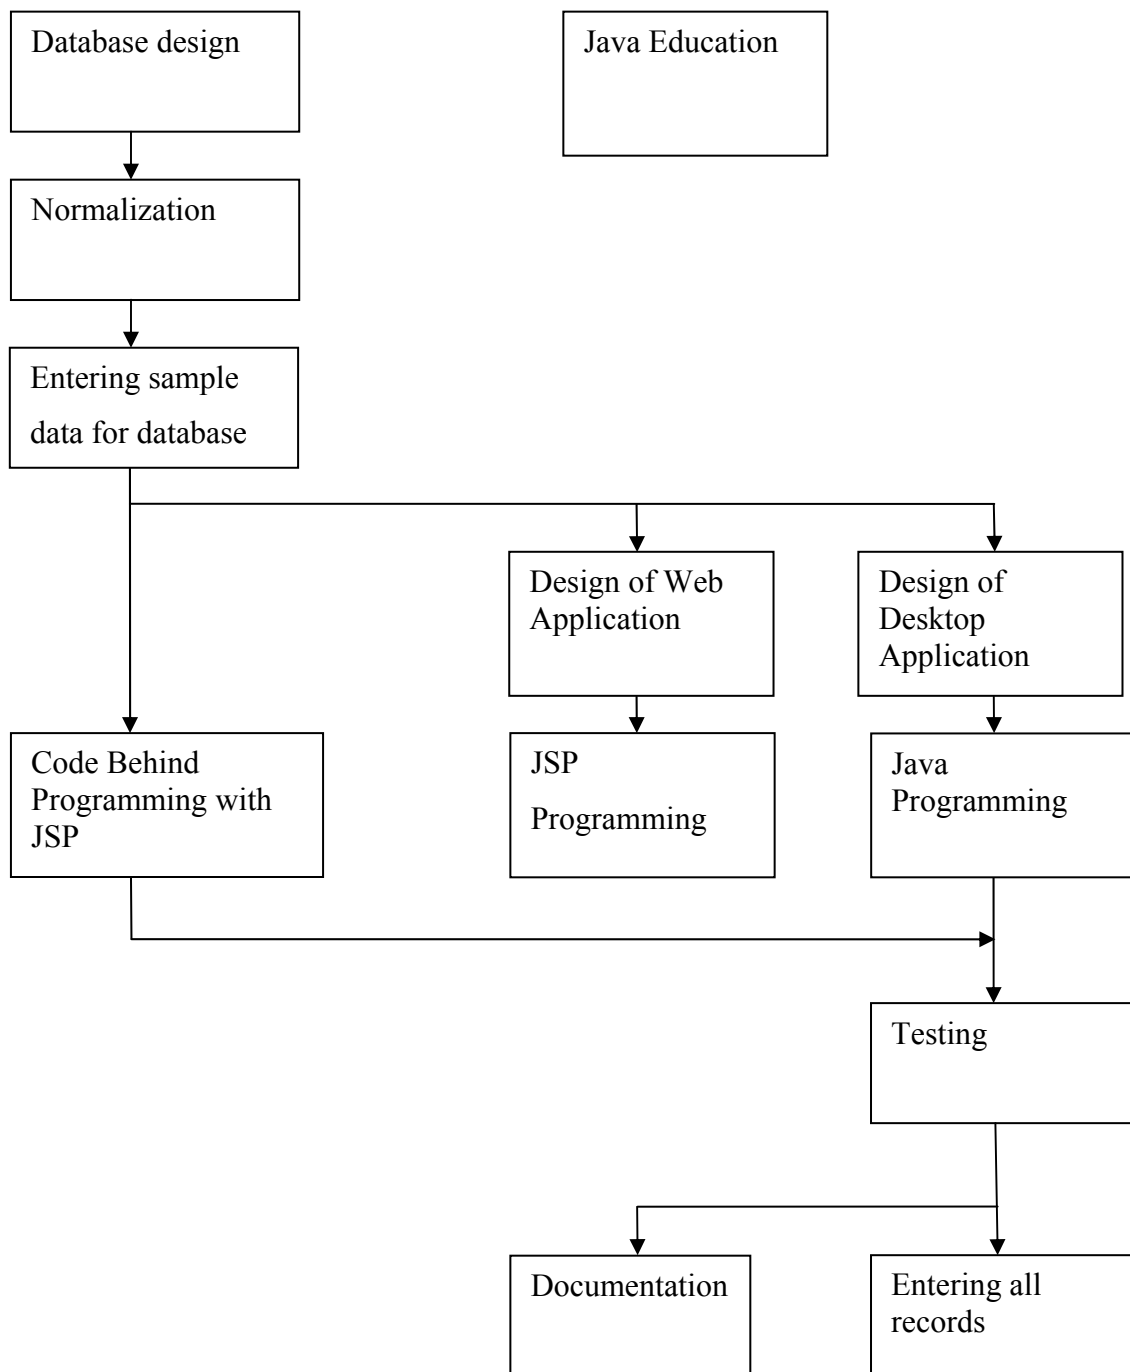 Database design
Java Education
Normalization
Entering sample
data for database
Design of Web
Application
Design of
Desktop
Application
Code Behind
Programming with
JSP
JSP
Programming
Java
Programming
Testing
Documentation
Entering all
records